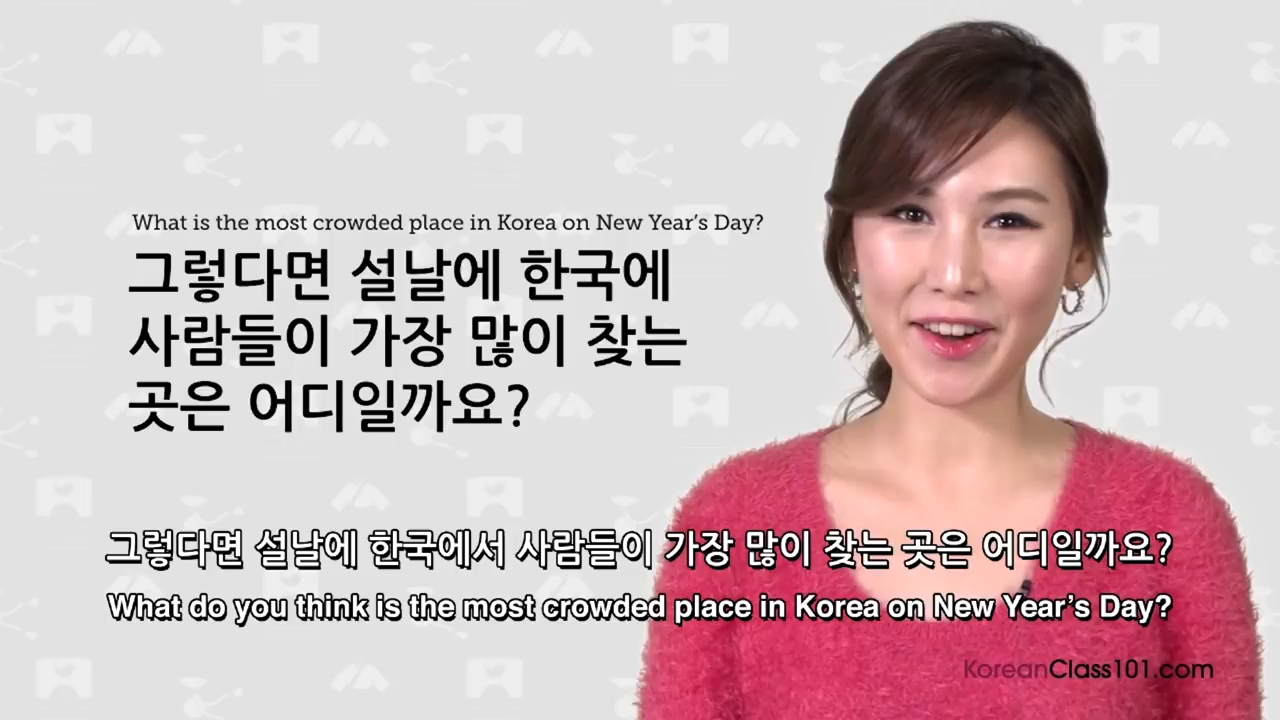 What is the most crowded place in Korea on New Year's Day?
그렇다면 설날에 한국에
사람들이 가장 많이 찾는
곳은 어디일까요?
그렇다면 설날에 한국에서 사람들이 가장 많이 찾는 곳은 어디일까요?
What do you think is the most crowded place in Korea on New Year's Day?
KoreanClass101.com